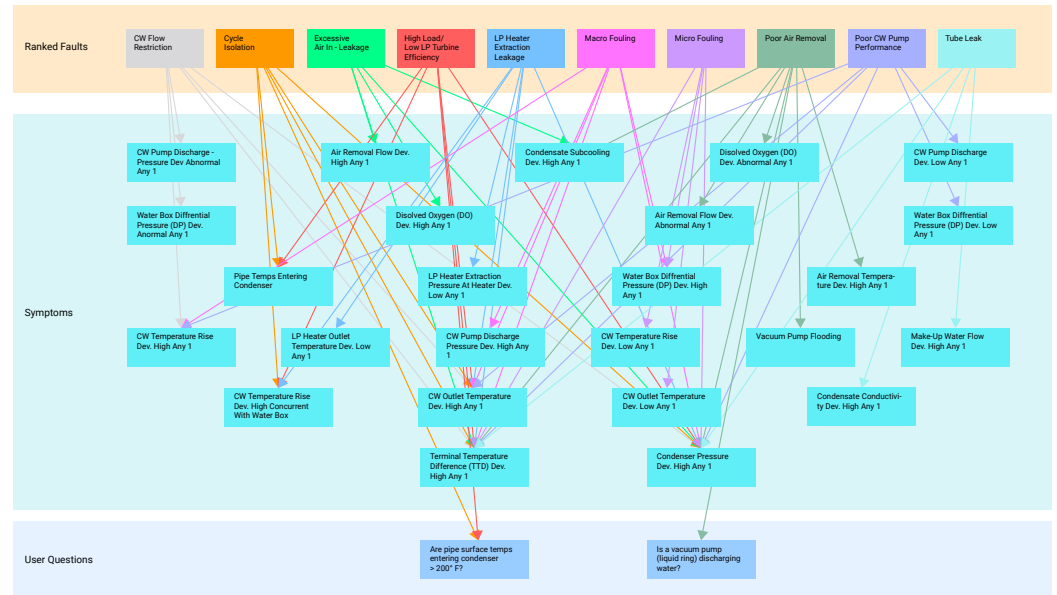 Ranked Faults
CW Flow
Restriction
Cycle
Isolation
Excessive
Air In - Leakage
High Load/
Low LP Turbine
Efficiency
LP Heater
Extraction
Leakage
Macro Fouling
Micro Fouling
Poor Air Removal
Poor CW Pump
Performance
Tube Leak
Symptoms
CW Pump Discharge -
Pressure Dev Abnormal
Any 1
Air Removal Flow Dev.
High Any 1
Condensate Subcooling
Dev. High Any 1
Disolved Oxygen (DO)
Dev. Abnormal Any 1
CW Pump Discharge
Dev. Low Any 1
Water Box Diffrential
Pressure (DP) Dev.
Anormal Any 1
Disolved Oxygen (DO)
Dev. High Any 1
Air Removal Flow Dev.
Abnormal Any 1
Water Box Diffrential
Pressure (DP) Dev. Low
Any 1
Pipe Temps Entering
Condenser
LP Heater Extraction
Pressure At Heater Dev.
Low Any 1
Water Box Diffrential
Pressure (DP) Dev. High
Any 1
Air Removal Tempera-
ture Dev. High Any 1
CW Temperature Rise
Dev. High Any 1
LP Heater Outlet
Temperature Dev. Low
Any 1
CW Pump Discharge
Pressure Dev. High Any
1
CW Temperature Rise
Dev. Low Any 1
Vacuum Pump Flooding
Make-Up Water Flow
Dev. High Any 1
CW Temperature Rise
Dev. High Concurrent
With Water Box
CW Outlet Temperature
Dev. High Any 1
CW Outlet Temperature
Dev. Low Any 1
Condensate Conductivi-
ty Dev. High Any 1
Terminal Temperature
Difference (TTD) Dev.
High Any 1
Condenser Pressure
Dev. High Any 1
User Questions
Are pipe surface temps
entering condenser
> 200° F?
Is a vacuum pump
(liquid ring) discharging
water?